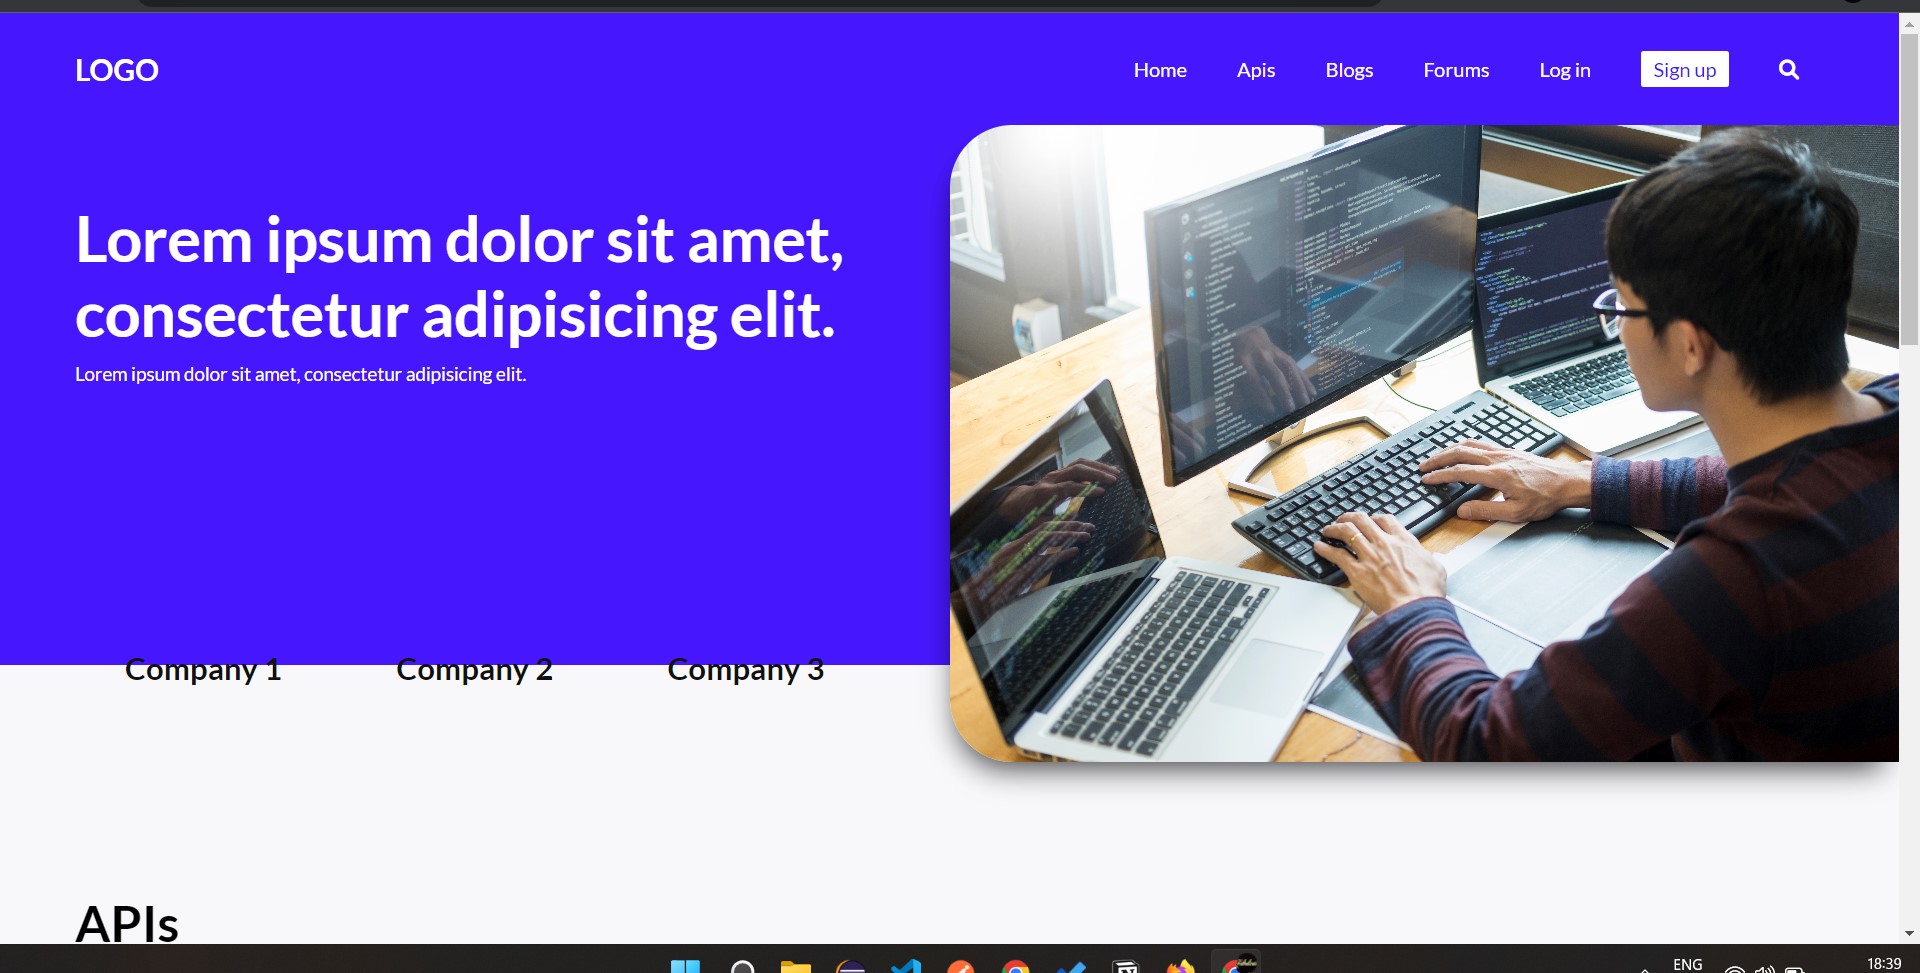 LOGO
Home Apis Blogs Forums Log in Sign up
Lorem ipsum dolor sit amet,
consectetur adipisicing elit.
Lorem ipsum dolor sit amet, consectetur adipisicing elit.
Company 1 Company 2 Company 3
APIs
ENG
18:39